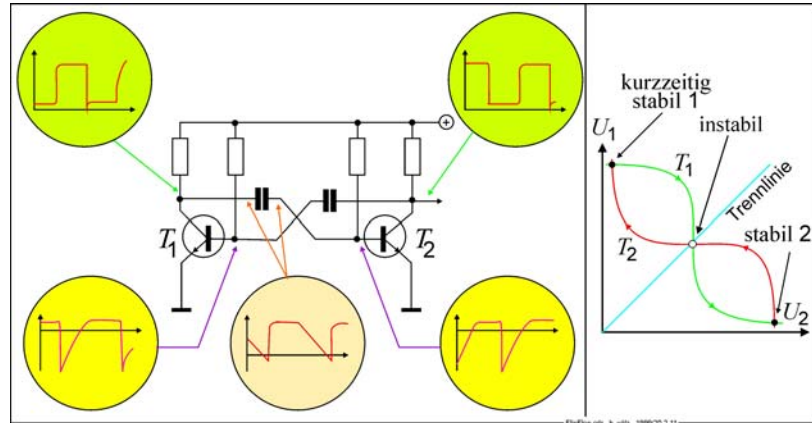 kurzzeitig
stabil 1
U1
instabil
T1
Trennlinie
T2
stabil 2
U2
+
T1
T2